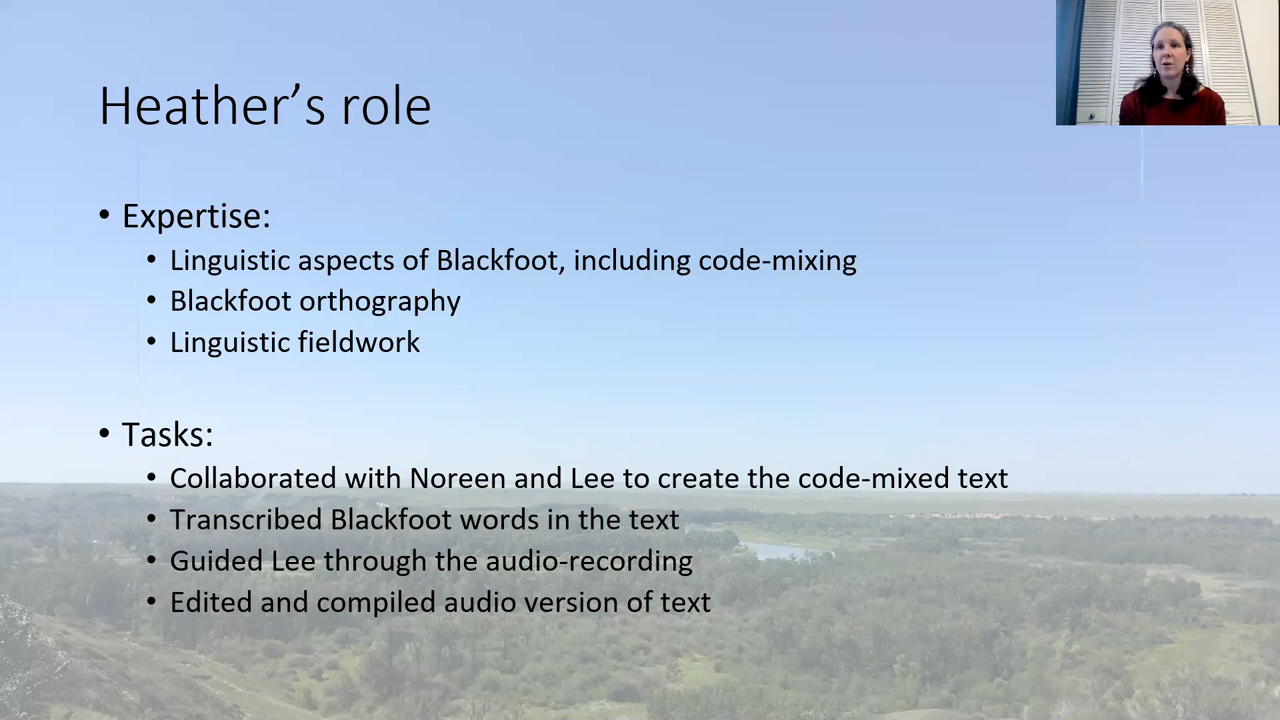 Heather’s role
• Expertise:
• Linguistic aspects of Blackfoot, including code-mixing
• Blackfoot orthography
• Linguistic fieldwork
• Tasks:
• Collaborated with Noreen and Lee to create the code-mixed text
• Transcribed Blackfoot words in the text
• Guided Lee through the audio-recording
• Edited and compiled audio version of text